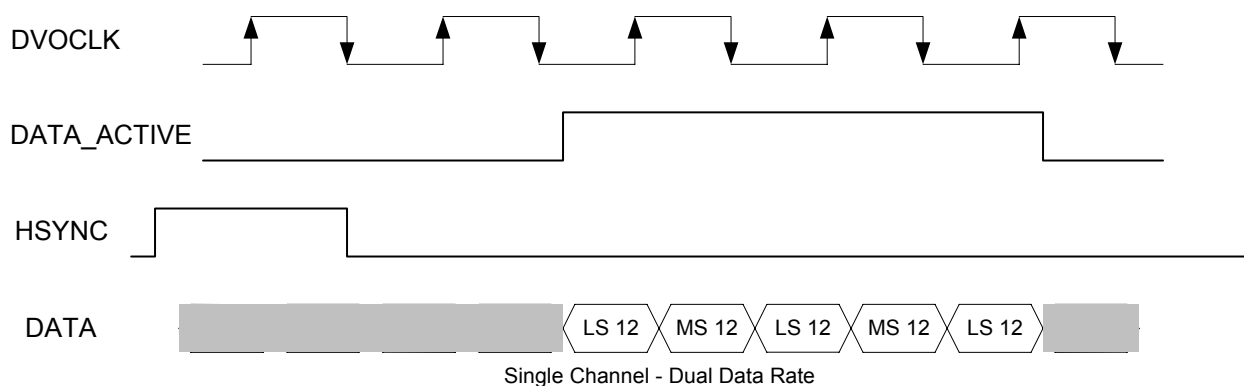 DVOCLK
DATA_ACTIVE
HSYNC
DATA LS 12 MS 12 LS 12 MS 12 LS 12
Single Channel - Dual Data Rate